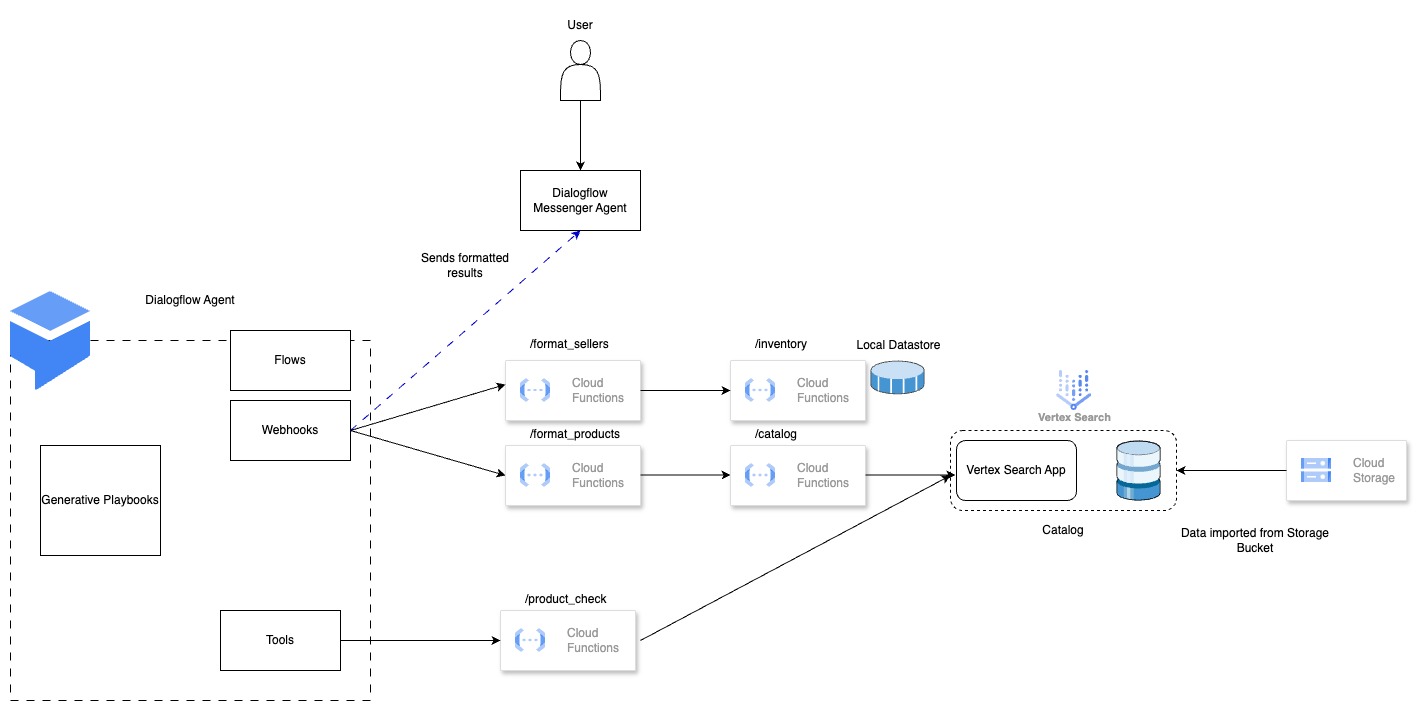 User
Dialogflow
Messenger Agent
Sends formatted
results
Dialogflow Agent
Flows
Webhooks
Generative Playbooks
Tools
/format_sellers
Cloud
Functions
/inventory
Cloud
Functions
Local Datastore
/format_products
Cloud
Functions
/catalog
Cloud
Functions
Vertex Search
Vertex Search App
Catalog
Cloud
Storage
Data imported from Storage
Bucket
/product_check
Cloud
Functions